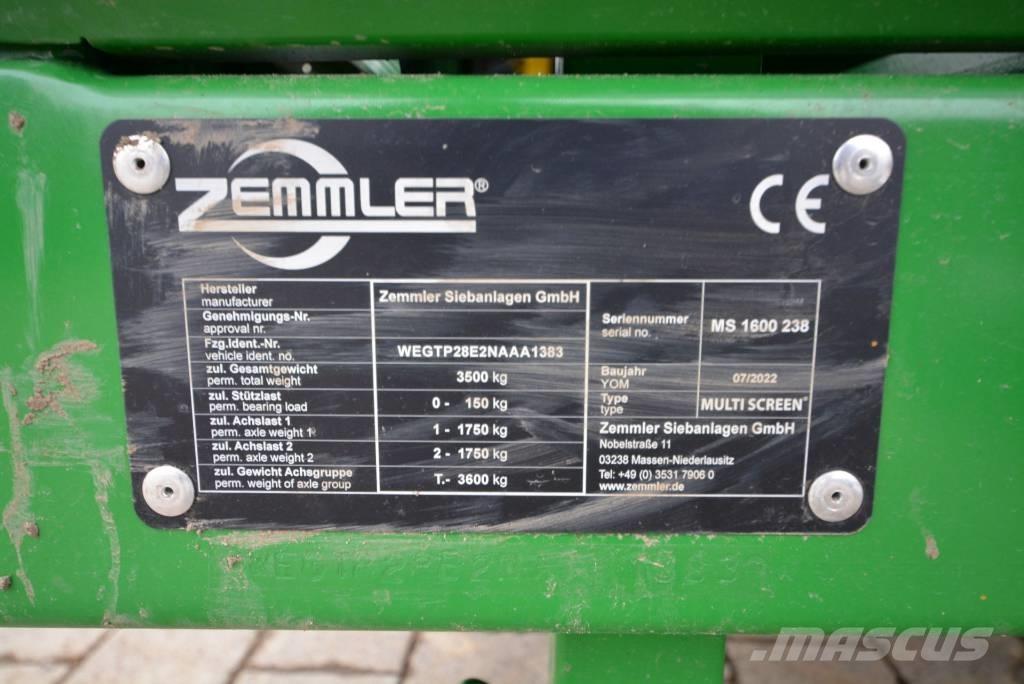 ZEMMLER®
CE
Hersteller
manufacturer
Zemmler Siebanlagen GmbH
Genehmigungs-Nr.
approval nr.
Fzg.Ident.-Nr.
vehicle ident. no.
WEGTP28E2NAAA1383
zul. Gesamtgewicht
perm. total weight
3500 kg
zul. Stützlast
perm. bearing load
0 - 150 kg
zul. Achslast 1
perm. axle weight 1
1 - 1750 kg
zul. Achslast 2
perm. axle weight 2
2 - 1750 kg
zul. Gewicht Achsgruppe
perm. weight of axle group
T.- 3600 kg
Seriennummer
serial no.
MS 1600 238
Baujahr
YOM
07/2022
Type
type
MULTI SCREEN®
Zemmler Siebanlagen GmbH
Nobelstraße 11
03238 Massen-Niederlausitz
Tel: +49 (0) 3531 7906 0
www.zemmler.de
MASCUS